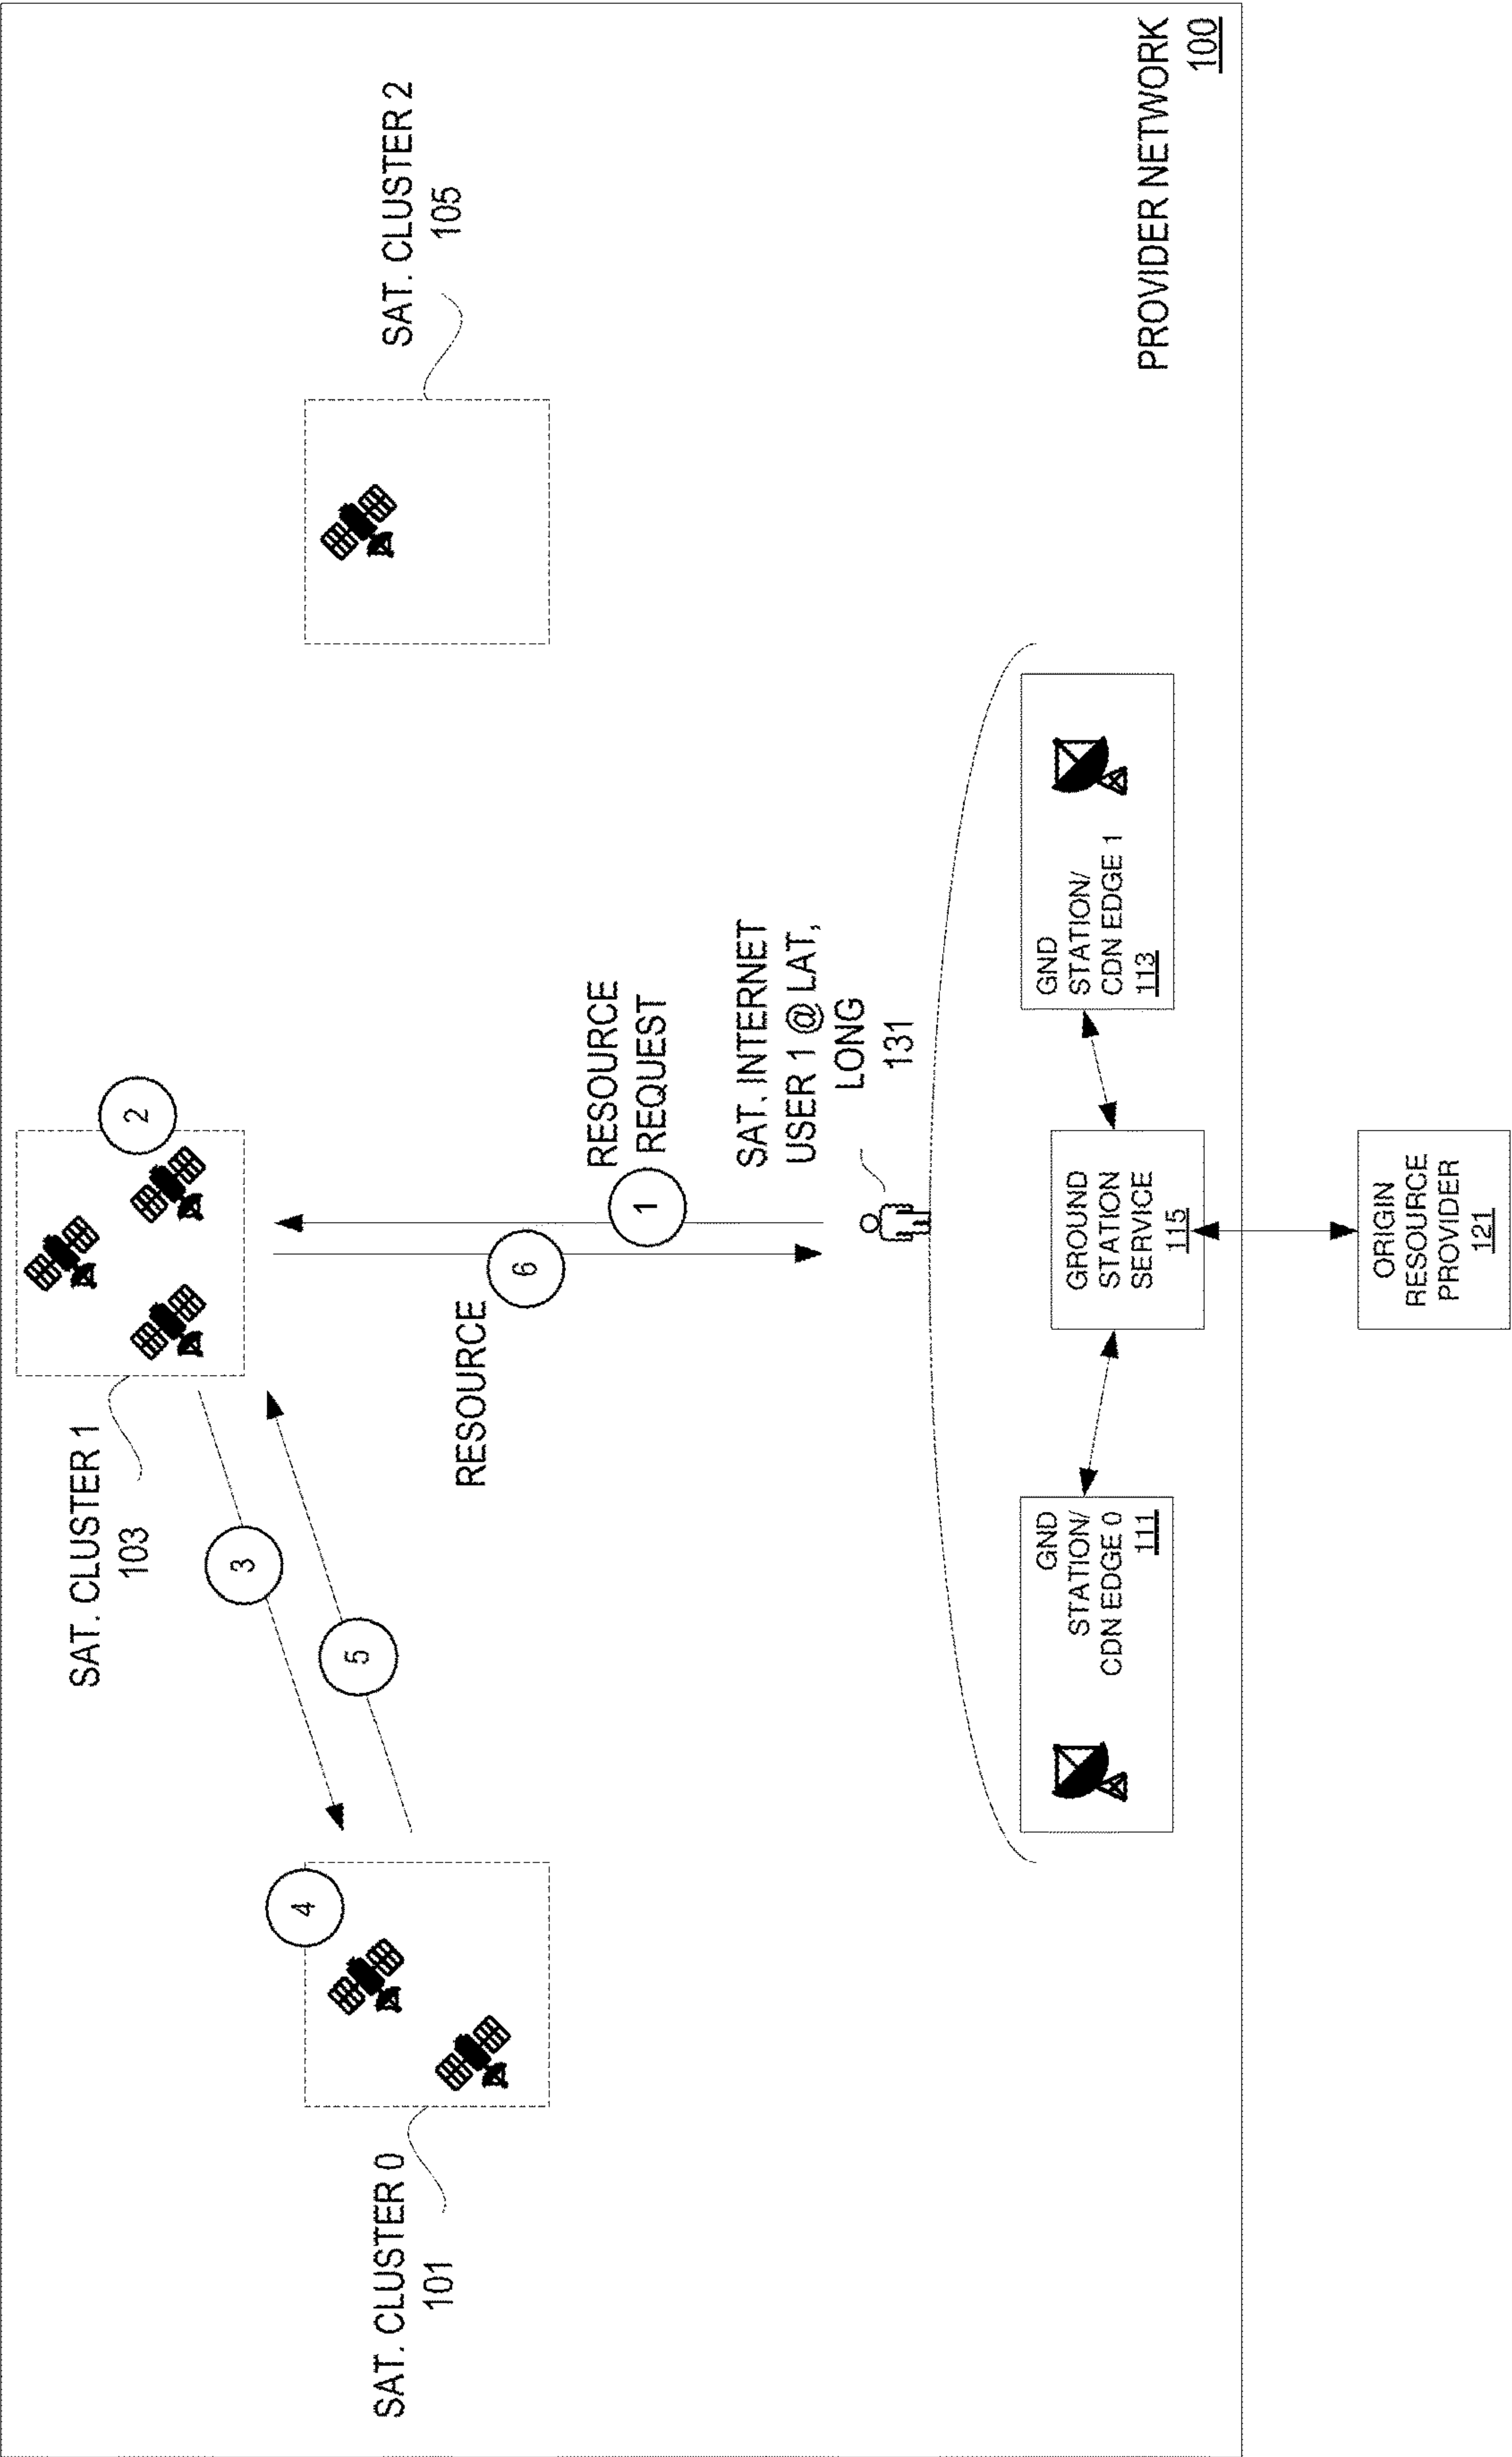 SAT. CLUSTER 1
103
2
SAT. CLUSTER 0
101
4
3
5
SAT. CLUSTER 2
105
RESOURCE
6
RESOURCE
REQUEST
1
SAT. INTERNET
USER 1 @ LAT,
LONG
131
GND
STATION/
CDN EDGE 0
111
GROUND
STATION
SERVICE
115
GND
STATION/
CDN EDGE 1
113
PROVIDER NETWORK
100
ORIGIN
RESOURCE
PROVIDER
121